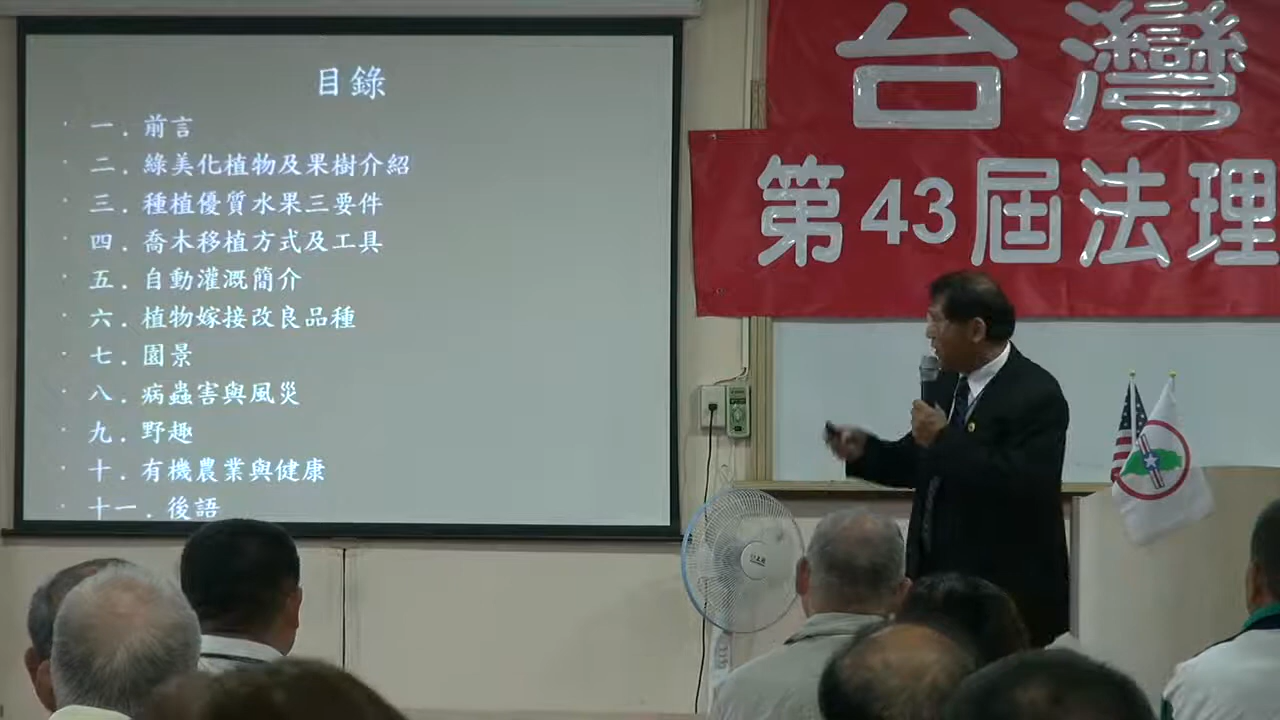 目錄
一 . 前言
二 . 綠美化植物及果樹介紹
三 . 種植優質水果三要件
四 . 喬木移植方式及工具
五 . 自動灌溉簡介
六 . 植物嫁接改良品種
七 . 園景
八 . 病蟲害與風災
九 . 野趣
十 . 有機農業與健康
十一 . 後語
台灣
第43屆法理